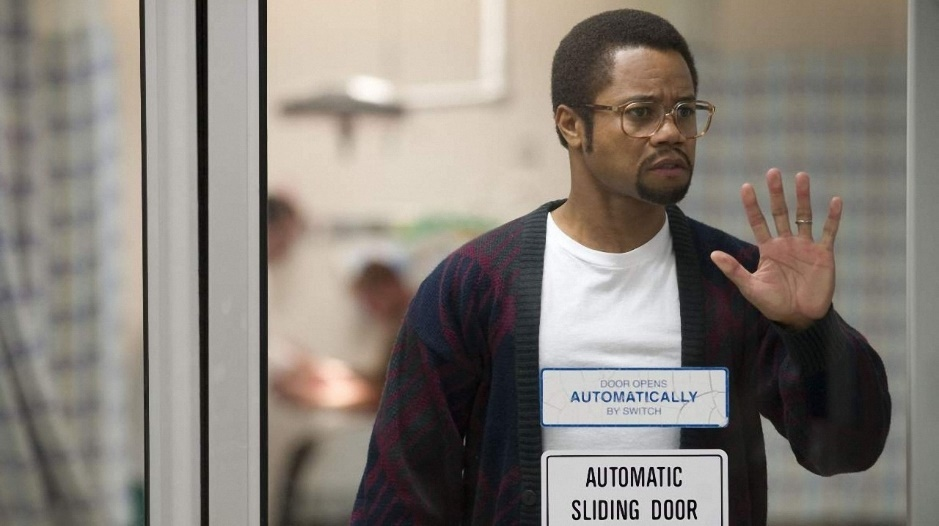 DOOR OPENS
AUTOMATICALLY
BY SWITCH
AUTOMATIC
SLIDING DOOR